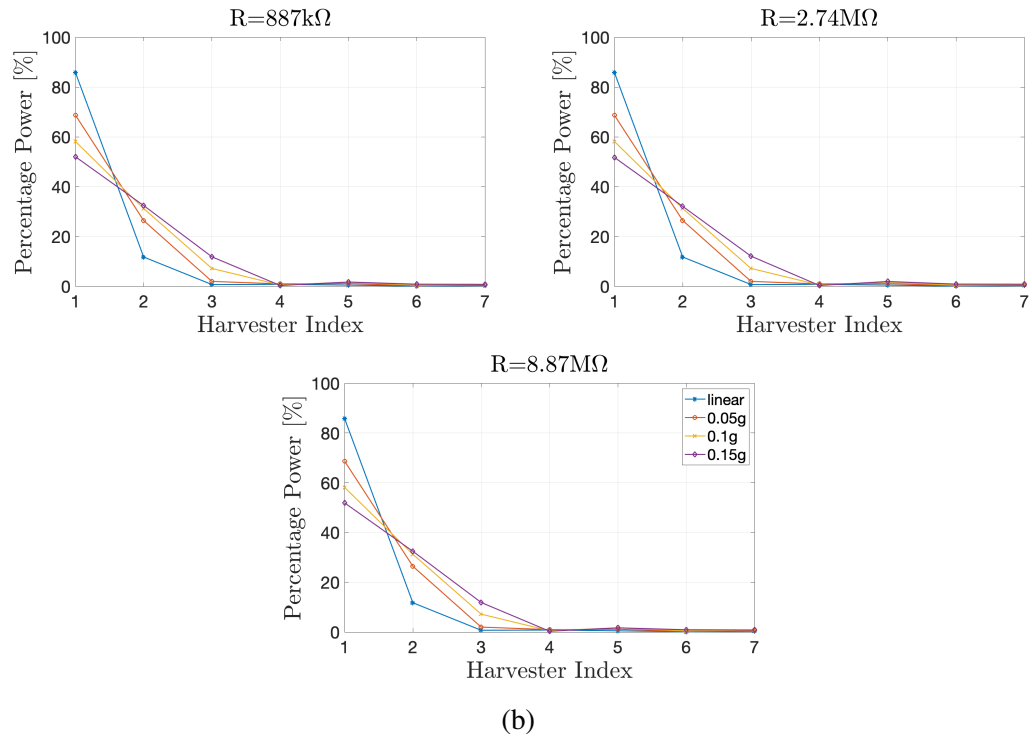 R=887kΩ
Percentage Power [%]
100
80
60
40
20
0
1 2 3 4 5 6 7
Harvester Index
R=2.74MΩ
Percentage Power [%]
100
80
60
40
20
0
1 2 3 4 5 6 7
Harvester Index
R=8.87MΩ
Percentage Power [%]
100
80
60
40
20
0
1 2 3 4 5 6 7
Harvester Index
linear
0.05g
0.1g
0.15g
(b)